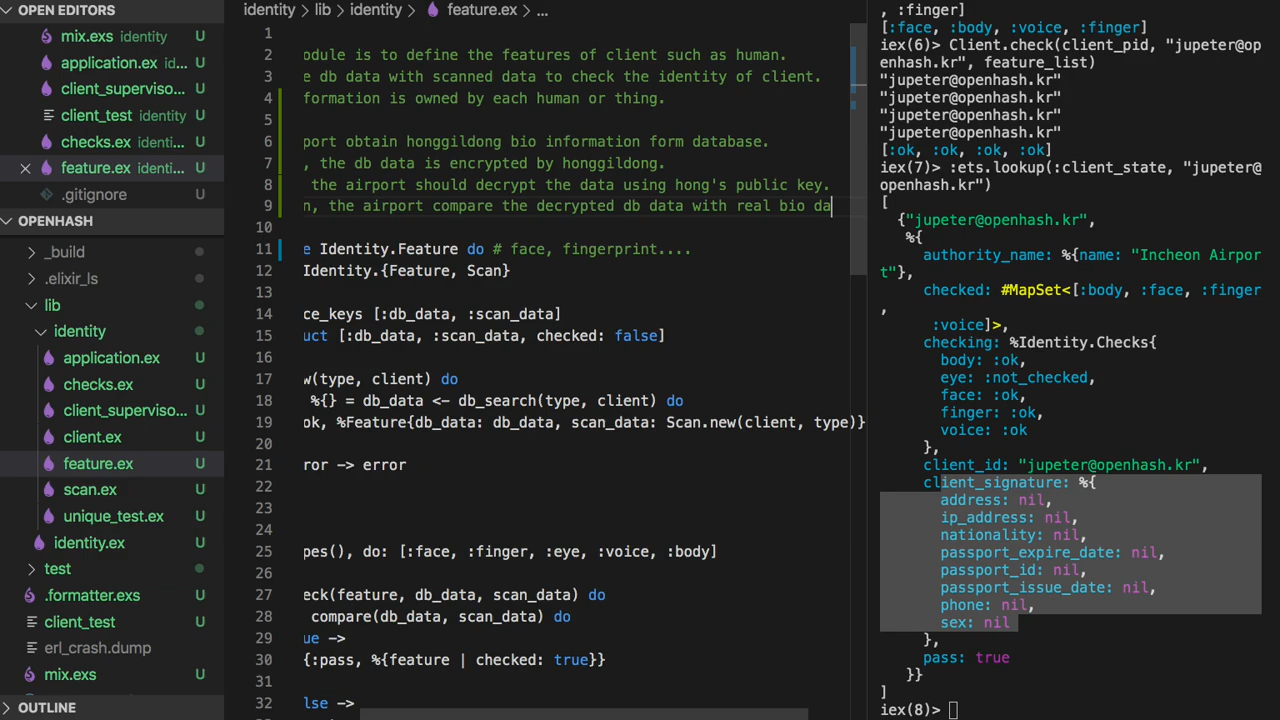 OPEN EDITORS
mix.exs identity U
application.ex id... U
client_superviso... U
client_test identity U
checks.ex identi... U
feature.ex identi... U
.gitignore
OPENHASH
_build
.elixir_ls
lib
identity
application.ex U
checks.ex U
client_superviso... U
client.ex U
feature.ex U
scan.ex U
unique_test.ex U
identity.ex U
test
.formatter.exs U
client_test U
erl_crash.dump
mix.exs U
OUTLINE
identity > lib > identity > feature.ex > ...
1
2 odule is to define the features of client such as human.
3 e db data with scanned data to check the identity of client.
4 formation is owned by each human or thing.
5
6 port obtain honggildong bio information form database.
7 , the db data is encrypted by honggildong.
8 the airport should decrypt the data using hong's public key.
9 n, the airport compare the decrypted db data with real bio da
10
11 e Identity.Feature do # face, fingerprint....
12 Identity.{Feature, Scan}
13
14 ce_keys [:db_data, :scan_data]
15 uct [:db_data, :scan_data, checked: false]
16
17 w(type, client) do
18 %{} = db_data <- db_search(type, client) do
19 ok, %Feature{db_data: db_data, scan_data: Scan.new(client, type)}
20
21 rror -> error
22
23
24
25 pes(), do: [:face, :finger, :eye, :voice, :body]
26
27 eck(feature, db_data, scan_data) do
28 compare(db_data, scan_data) do
29 ue ->
30 {:pass, %{feature | checked: true}}
31
32 lse ->
, :finger]
[:face, :body, :voice, :finger]
iex(6)> Client.check(client_pid, "jupeter@op
enhash.kr", feature_list)
"jupeter@openhash.kr"
"jupeter@openhash.kr"
"jupeter@openhash.kr"
"jupeter@openhash.kr"
[:ok, :ok, :ok, :ok]
iex(7)> :ets.lookup(:client_state, "jupeter@
openhash.kr")
[
{"jupeter@openhash.kr",
%{
authority_name: %{name: "Incheon Airpor
t"},
checked: #MapSet<[:body, :face, :finger
,
:voice]>,
checking: %Identity.Checks{
body: :ok,
eye: :not_checked,
face: :ok,
finger: :ok,
voice: :ok
},
client_id: "jupeter@openhash.kr",
client_signature: %{
address: nil,
ip_address: nil,
nationality: nil,
passport_expire_date: nil,
passport_id: nil,
passport_issue_date: nil,
phone: nil,
sex: nil
},
pass: true
}}
]
iex(8)>